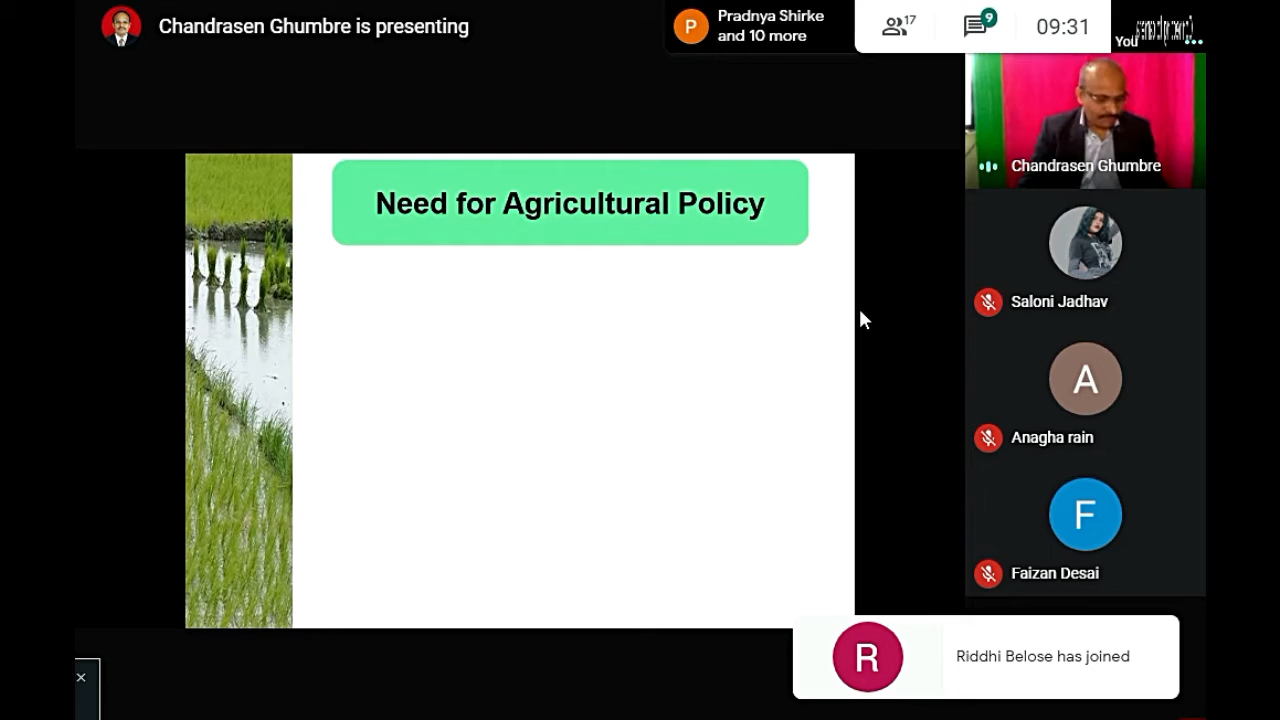 Chandrasen Ghumbre is presenting
P
Pradnya Shirke
and 10 more
17
9
09:31
You
Need for Agricultural Policy
Chandrasen Ghumbre
Saloni Jadhav
A
Anagha rain
F
Faizan Desai
R
Riddhi Belose has joined